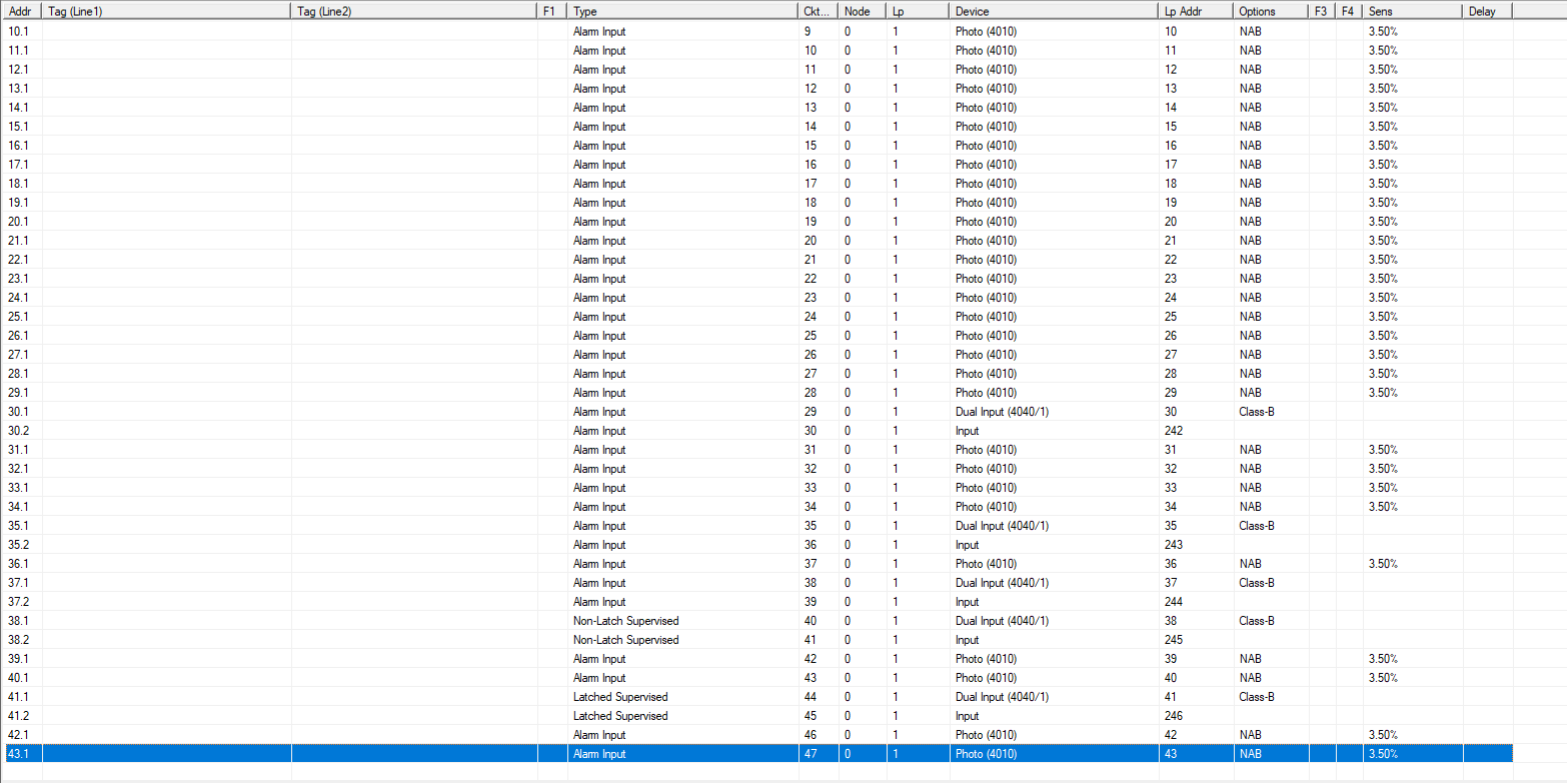 Addr Tag (Line1) Tag (Line2) F1 Type Ckt... Node Lp Device Lp Addr Options F3 F4 Sens Delay
10.1 Alarm Input 9 0 1 Photo (4010) 10 NAB 3.50%
11.1 Alarm Input 10 0 1 Photo (4010) 11 NAB 3.50%
12.1 Alarm Input 11 0 1 Photo (4010) 12 NAB 3.50%
13.1 Alarm Input 12 0 1 Photo (4010) 13 NAB 3.50%
14.1 Alarm Input 13 0 1 Photo (4010) 14 NAB 3.50%
15.1 Alarm Input 14 0 1 Photo (4010) 15 NAB 3.50%
16.1 Alarm Input 15 0 1 Photo (4010) 16 NAB 3.50%
17.1 Alarm Input 16 0 1 Photo (4010) 17 NAB 3.50%
18.1 Alarm Input 17 0 1 Photo (4010) 18 NAB 3.50%
19.1 Alarm Input 18 0 1 Photo (4010) 19 NAB 3.50%
20.1 Alarm Input 19 0 1 Photo (4010) 20 NAB 3.50%
21.1 Alarm Input 20 0 1 Photo (4010) 21 NAB 3.50%
22.1 Alarm Input 21 0 1 Photo (4010) 22 NAB 3.50%
23.1 Alarm Input 22 0 1 Photo (4010) 23 NAB 3.50%
24.1 Alarm Input 23 0 1 Photo (4010) 24 NAB 3.50%
25.1 Alarm Input 24 0 1 Photo (4010) 25 NAB 3.50%
26.1 Alarm Input 25 0 1 Photo (4010) 26 NAB 3.50%
27.1 Alarm Input 26 0 1 Photo (4010) 27 NAB 3.50%
28.1 Alarm Input 27 0 1 Photo (4010) 28 NAB 3.50%
29.1 Alarm Input 28 0 1 Photo (4010) 29 NAB 3.50%
30.1 Alarm Input 29 0 1 Dual Input (4040/1) 30 Class-B
30.2 Alarm Input 30 0 1 Input 242
31.1 Alarm Input 31 0 1 Photo (4010) 31 NAB 3.50%
32.1 Alarm Input 32 0 1 Photo (4010) 32 NAB 3.50%
33.1 Alarm Input 33 0 1 Photo (4010) 33 NAB 3.50%
34.1 Alarm Input 34 0 1 Photo (4010) 34 NAB 3.50%
35.1 Alarm Input 35 0 1 Dual Input (4040/1) 35 Class-B
35.2 Alarm Input 36 0 1 Input 243
36.1 Alarm Input 37 0 1 Photo (4010) 36 NAB 3.50%
37.1 Alarm Input 38 0 1 Dual Input (4040/1) 37 Class-B
37.2 Alarm Input 39 0 1 Input 244
38.1 Non-Latch Supervised 40 0 1 Dual Input (4040/1) 38 Class-B
38.2 Non-Latch Supervised 41 0 1 Input 245
39.1 Alarm Input 42 0 1 Photo (4010) 39 NAB 3.50%
40.1 Alarm Input 43 0 1 Photo (4010) 40 NAB 3.50%
41.1 Latched Supervised 44 0 1 Dual Input (4040/1) 41 Class-B
41.2 Latched Supervised 45 0 1 Input 246
42.1 Alarm Input 46 0 1 Photo (4010) 42 NAB 3.50%
43.1 Alarm Input 47 0 1 Photo (4010) 43 NAB 3.50%